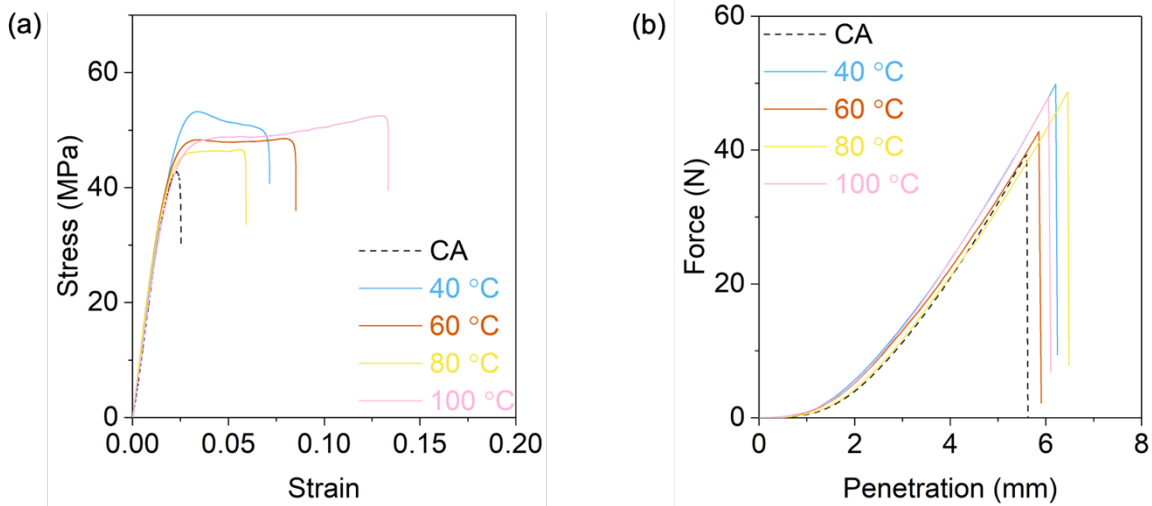 (a)
60
40
20
0
Stress (MPa)
CA
40 °C
60 °C
80 °C
100 °C
0.00 0.05 0.10 0.15 0.20
Strain
(b)
60
40
20
0
Force (N)
CA
40 °C
60 °C
80 °C
100 °C
0 2 4 6 8
Penetration (mm)